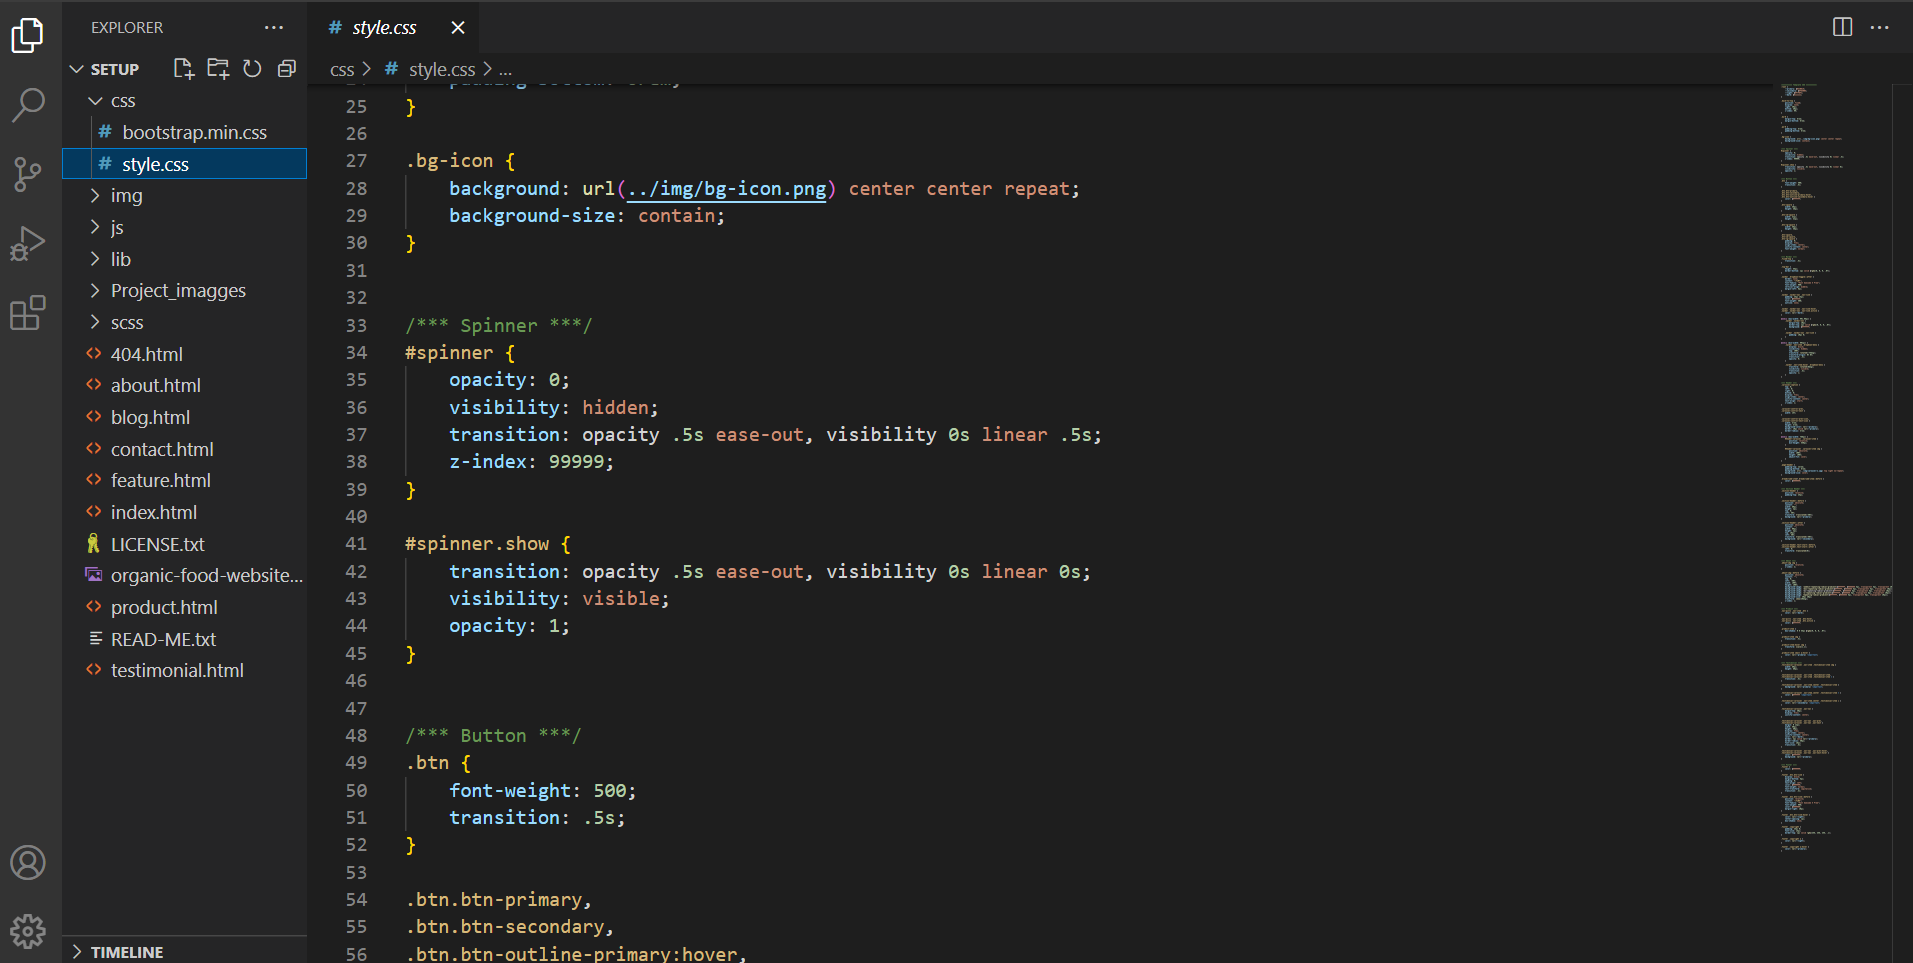 EXPLORER
SETUP
css
bootstrap.min.css
style.css
img
js
lib
Project_imagges
scss
404.html
about.html
blog.html
contact.html
feature.html
index.html
LICENSE.txt
organic-food-website...
product.html
READ-ME.txt
testimonial.html
TIMELINE
# style.css
css > # style.css > ...
25 }
26
27 .bg-icon {
28 background: url(../img/bg-icon.png) center center repeat;
29 background-size: contain;
30 }
31
32
33 /*** Spinner ***/
34 #spinner {
35 opacity: 0;
36 visibility: hidden;
37 transition: opacity .5s ease-out, visibility 0s linear .5s;
38 z-index: 99999;
39 }
40
41 #spinner.show {
42 transition: opacity .5s ease-out, visibility 0s linear 0s;
43 visibility: visible;
44 opacity: 1;
45 }
46
47
48 /*** Button ***/
49 .btn {
50 font-weight: 500;
51 transition: .5s;
52 }
53
54 .btn.btn-primary,
55 .btn.btn-secondary,
56 .btn.btn-outline-primary:hover,